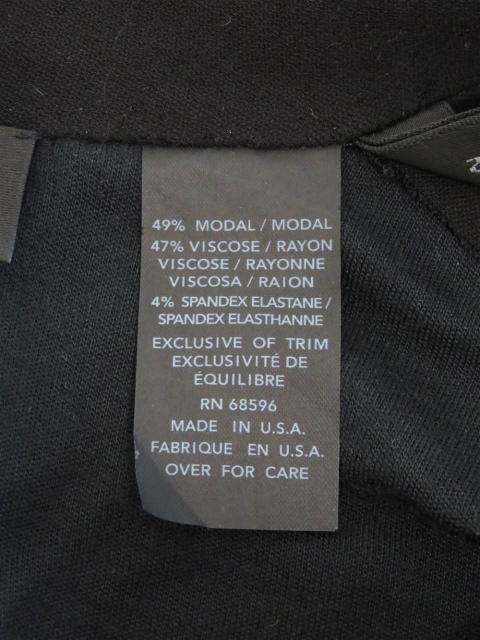 49% MODAL / MODAL
47% VISCOSE / RAYON
VISCOSE / RAYONNE
VISCOSA / RAION
4% SPANDEX ELASTANE /
SPANDEX ELASTHANNE
EXCLUSIVE OF TRIM
EXCLUSIVITÉ DE
ÉQUILIBRE
RN 68596
MADE IN U.S.A.
FABRIQUE EN U.S.A.
OVER FOR CARE